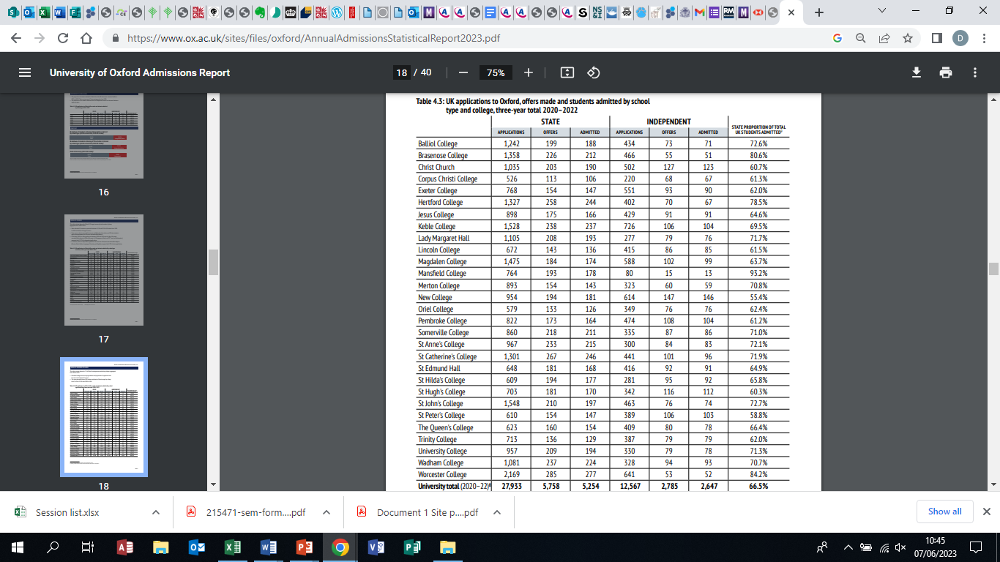 https://www.ox.ac.uk/sites/files/oxford/AnnualAdmissionsStatisticalReport2023.pdf
D
University of Oxford Admissions Report
18 / 40
75%
16
17
18
Table 4.3: UK applications to Oxford, offers made and students admitted by school
type and college, three-year total 2020–2022
STATE INDEPENDENT
APPLICATIONS OFFERS ADMITTED APPLICATIONS OFFERS ADMITTED STATE PROPORTION OF TOTAL
UK STUDENTS ADMITTED
Balliol College 1,242 199 188 434 73 71 72.6%
Brasenose College 1,358 226 212 466 55 51 80.6%
Christ Church 1,035 203 190 502 127 123 60.7%
Corpus Christi College 526 113 106 220 68 67 61.3%
Exeter College 768 154 147 551 93 90 62.0%
Hertford College 1,327 258 244 402 70 67 78.5%
Jesus College 898 175 166 429 91 91 64.6%
Keble College 1,528 238 237 726 106 104 69.5%
Lady Margaret Hall 1,105 208 193 277 79 76 71.7%
Lincoln College 672 143 136 415 86 85 61.5%
Magdalen College 1,475 184 174 588 102 99 63.7%
Mansfield College 764 193 178 80 15 13 93.2%
Merton College 893 154 143 323 60 59 70.8%
New College 954 194 181 614 147 146 55.4%
Oriel College 579 133 126 349 76 76 62.4%
Pembroke College 822 173 164 474 108 104 61.2%
Somerville College 860 218 211 335 87 86 71.0%
St Anne's College 967 233 215 300 84 83 72.1%
St Catherine's College 1,301 267 246 441 101 96 71.9%
St Edmund Hall 648 181 168 416 92 91 64.9%
St Hilda's College 609 194 177 281 95 92 65.8%
St Hugh's College 703 181 170 342 116 112 60.3%
St John's College 1,548 210 197 463 76 74 72.7%
St Peter's College 610 154 147 389 106 103 58.8%
The Queen's College 623 160 154 409 80 78 66.4%
Trinity College 713 136 129 387 79 79 62.0%
University College 957 209 194 330 79 78 71.3%
Wadham College 1,081 237 224 328 94 93 70.7%
Worcester College 2,169 285 277 641 53 52 84.2%
University total (2020–22) 27,933 5,758 5,254 12,567 2,785 2,647 66.5%
Session list.xlsx
215471-sem-form....pdf
Document 1 Site p....pdf
Show all
10:45
07/06/2023